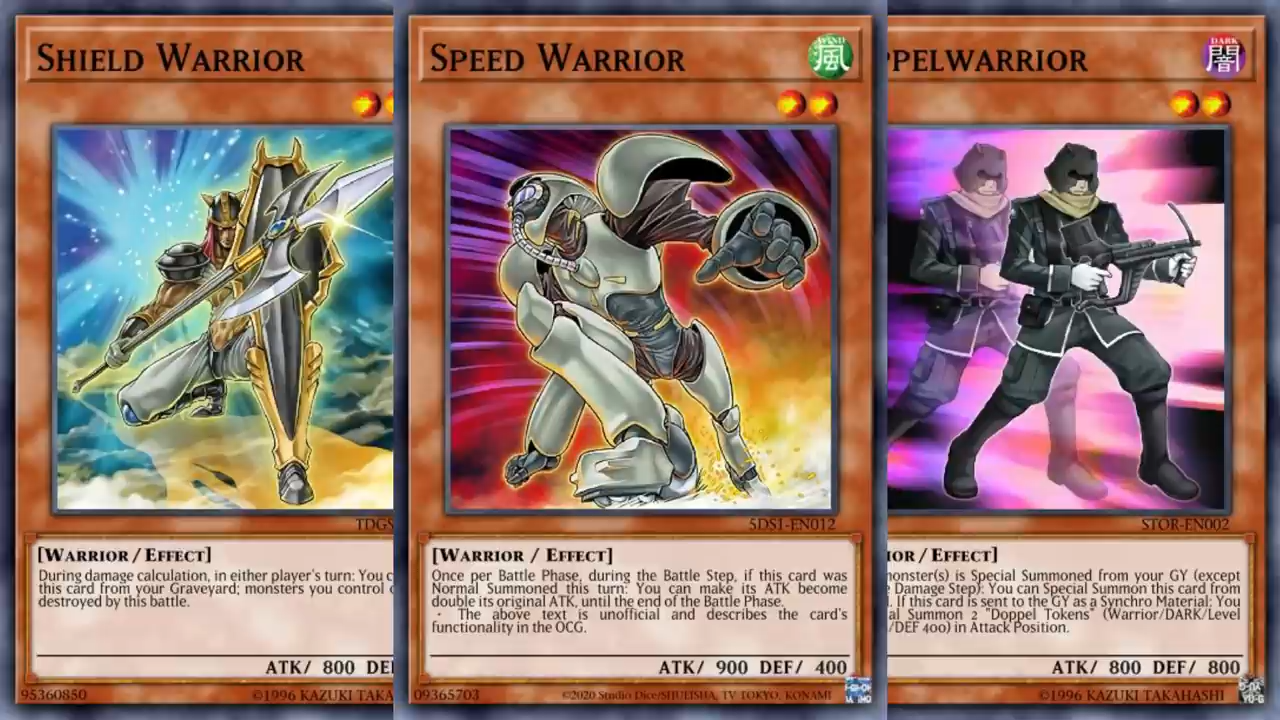 SHIELD WARRIOR
TDGS
[WARRIOR / EFFECT]
During damage calculation, in either player's turn: You c
this card from your Graveyard; monsters you control c
destroyed by this battle.
ATK/ 800 DE
95360850
©1996 KAZUKI TAKA
SPEED WARRIOR
WIND
風
5DS1-EN012
[WARRIOR / EFFECT]
Once per Battle Phase, during the Battle Step, if this card was
Normal Summoned this turn: You can make its ATK become
double its original ATK, until the end of the Battle Phase.
· The above text is unofficial and describes the card's
functionality in the OCG.
ATK/ 900 DEF/ 400
09365703
©2020 Studio Dice/SHUEISHA, TV TOKYO, KONAMI
PPELWARRIOR
DARK
闇
STOR-EN002
IOR / EFFECT]
monster(s) is Special Summoned from your GY (except
e Damage Step): You can Special Summon this card from
l. If this card is sent to the GY as a Synchro Material: You
al Summon 2 "Doppel Tokens" (Warrior/DARK/Level
/DEF 400) in Attack Position.
ATK/ 800 DEF/ 800
©1996 KAZUKI TAKAHASHI